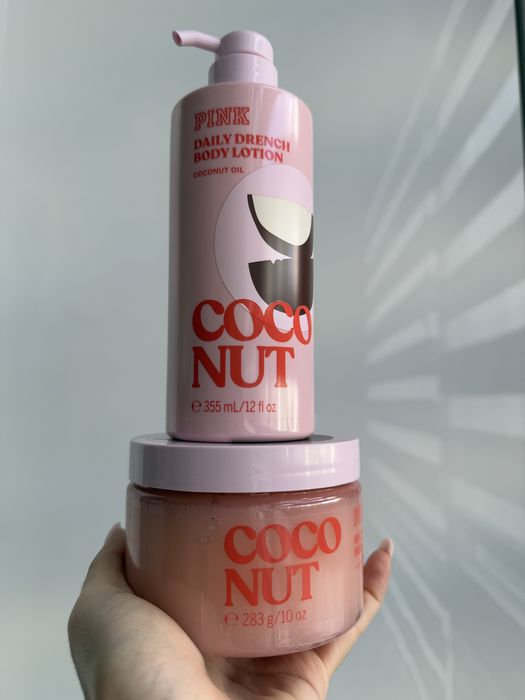 PINK
DAILY DRENCH
BODY LOTION
COCONUT OIL
COCO
NUT
℮ 355 mL/12 fl oz
COCO
NUT
℮ 283 g/10 oz